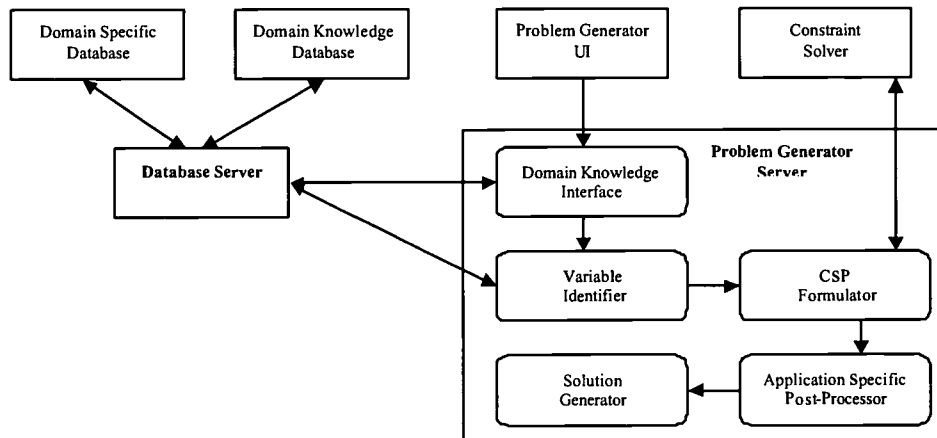 Domain Specific
Database
Domain Knowledge
Database
Problem Generator
UI
Constraint
Solver
Database Server
Problem Generator
Server
Domain Knowledge
Interface
Variable
Identifier
CSP
Formulator
Solution
Generator
Application Specific
Post-Processor